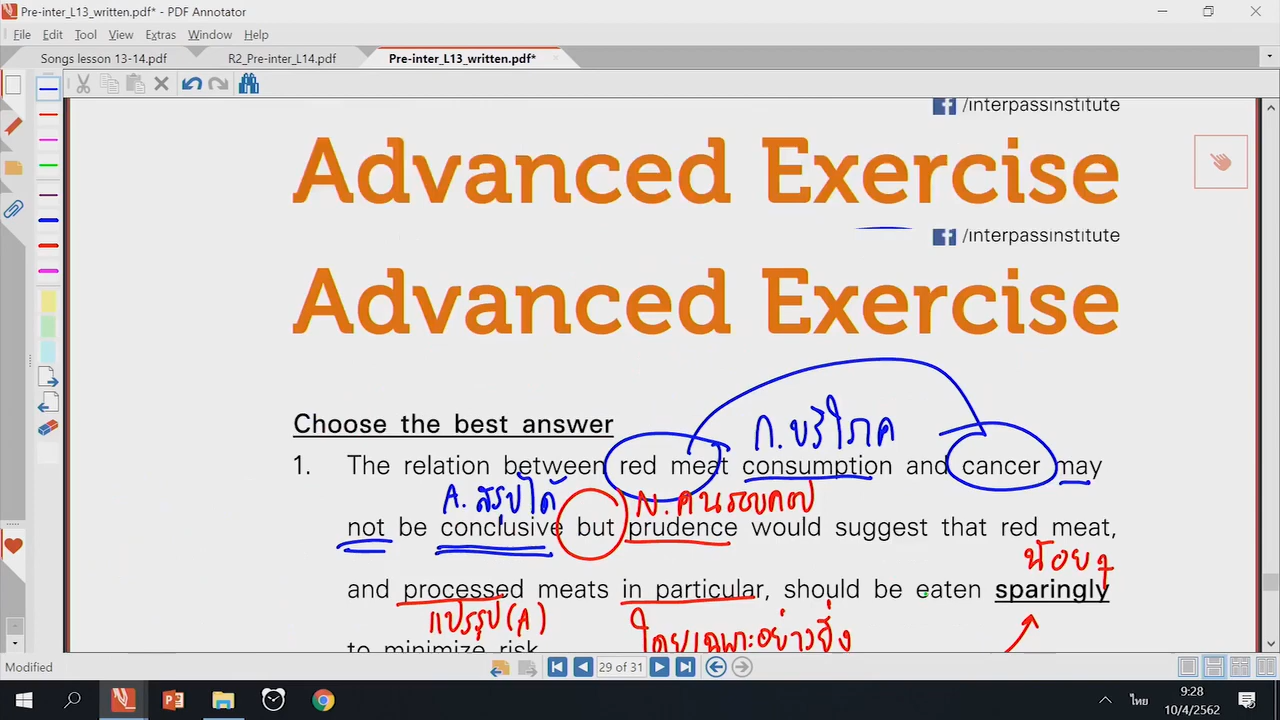 Pre-inter_L13_written.pdf* - PDF Annotator
File Edit Tool View Extras Window Help
Songs lesson 13-14.pdf R2_Pre-inter_L14.pdf Pre-inter_L13_written.pdf*
/interpassinstitute
Advanced Exercise
/interpassinstitute
Advanced Exercise
Choose the best answer
ก.บริโภค
1. The relation between red meat consumption and cancer may
A. สรุปได้ N. ความรอบคอบ
not be conclusive but prudence would suggest that red meat,
น้อยๆ
and processed meats in particular, should be eaten sparingly
แปรรูป(A) โดยเฉพาะอย่างยิ่ง
to minimize risk
Modified 29 of 31
ไทย 9:28
10/4/2562